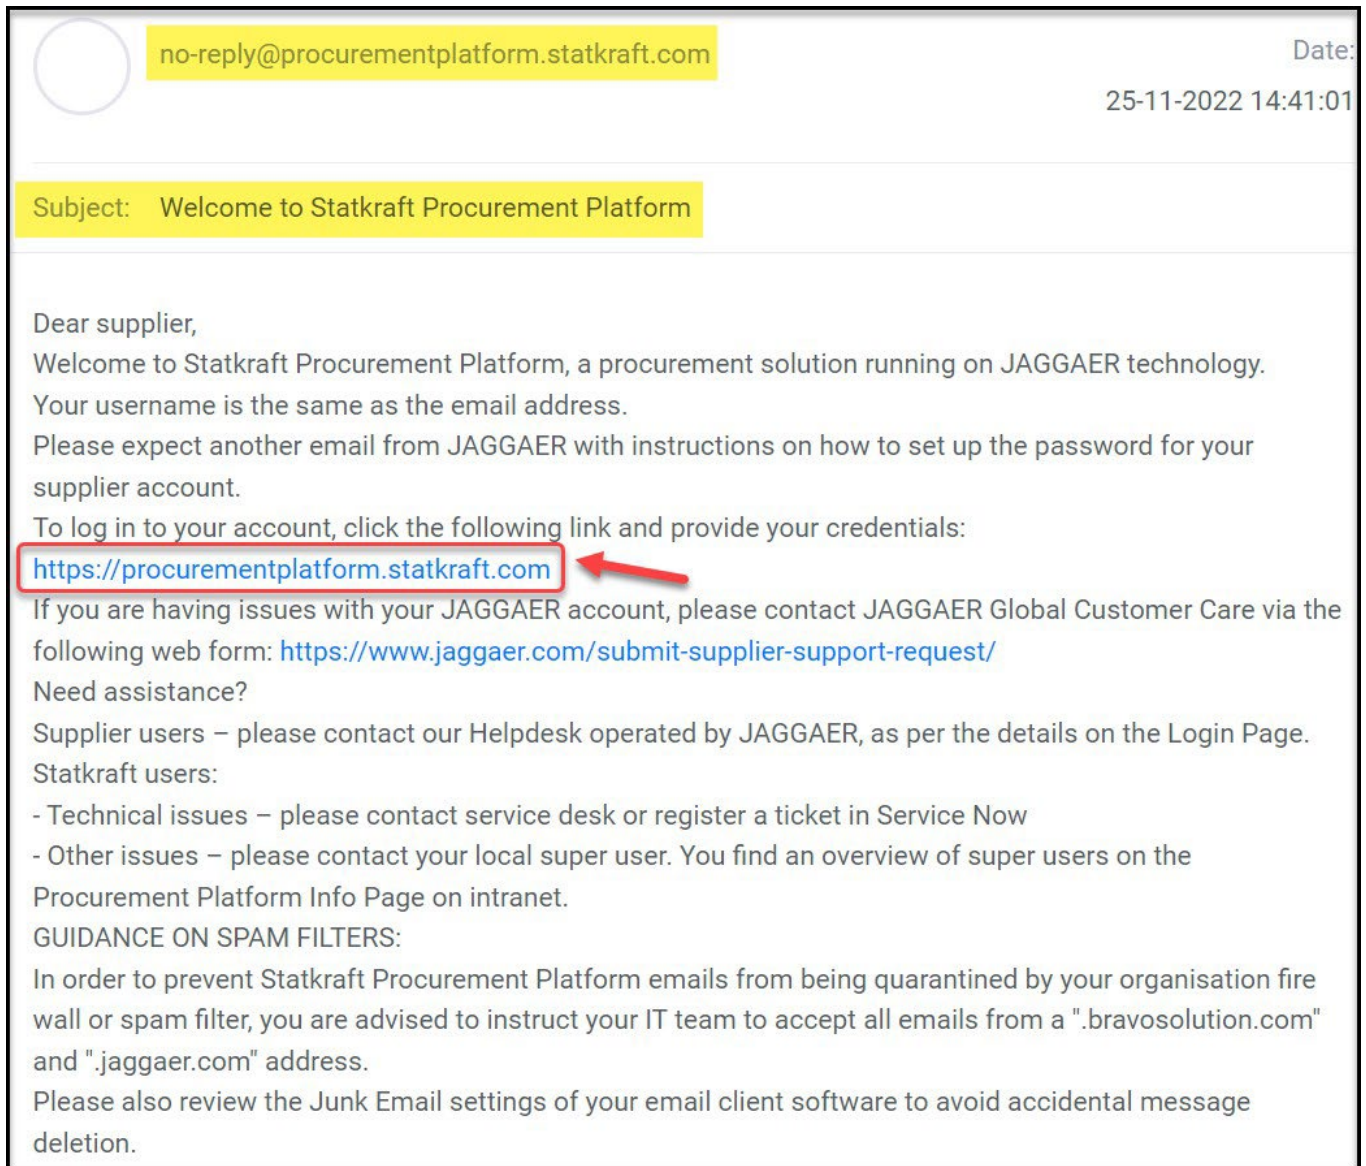 no-reply@procurementplatform.statkraft.com
Date:
25-11-2022 14:41:01
Subject: Welcome to Statkraft Procurement Platform
Dear supplier,
Welcome to Statkraft Procurement Platform, a procurement solution running on JAGGAER technology.
Your username is the same as the email address.
Please expect another email from JAGGAER with instructions on how to set up the password for your
supplier account.
To log in to your account, click the following link and provide your credentials:
https://procurementplatform.statkraft.com
If you are having issues with your JAGGAER account, please contact JAGGAER Global Customer Care via the
following web form: https://www.jaggaer.com/submit-supplier-support-request/
Need assistance?
Supplier users – please contact our Helpdesk operated by JAGGAER, as per the details on the Login Page.
Statkraft users:
- Technical issues – please contact service desk or register a ticket in Service Now
- Other issues – please contact your local super user. You find an overview of super users on the
Procurement Platform Info Page on intranet.
GUIDANCE ON SPAM FILTERS:
In order to prevent Statkraft Procurement Platform emails from being quarantined by your organisation fire
wall or spam filter, you are advised to instruct your IT team to accept all emails from a ".bravosolution.com"
and ".jaggaer.com" address.
Please also review the Junk Email settings of your email client software to avoid accidental message
deletion.